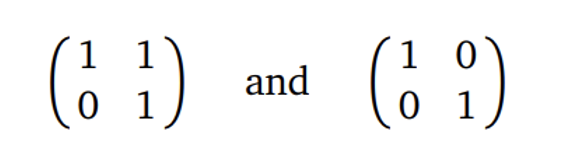 ( 1 1 ) and ( 1 0 )
( 0 1 ) ( 0 1 )